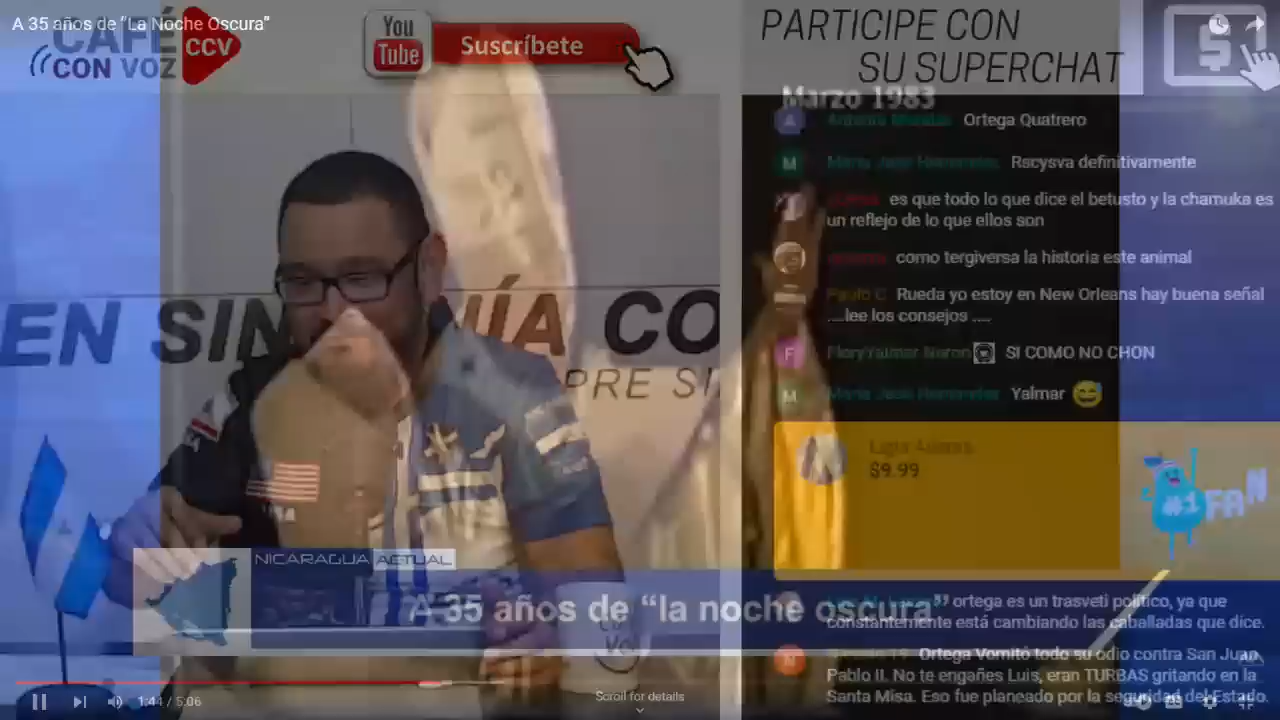 A 35 años de “La Noche Oscura”
CAFÉ
CON VOZ
CCV
You
Tube
Suscríbete
PARTICIPE CON
SU SUPERCHAT
$
Marzo 1983
A
Ortega Quatrero
M
Rscysva definitivamente
es que todo lo que dice el betusto y la chamuka es
un reflejo de lo que ellos son
como tergiversa la historia este animal
Paulo C Rueda yo estoy en New Orleans hay buena señal
....lee los consejos ....
F
SI COMO NO CHON
M
Yalmar
EN SIN
ÍA CO
PRE SI
$9.99
#1 FAN
NICARAGUA ACTUAL
A 35 años de “la noche oscura”
ortega es un trasveti politico, ya que
constantemente está cambiando las caballadas que dice.
Ortega Vomitó todo su odio contra San Juan
Pablo II. No te engañes Luis, eran TURBAS gritando en la
Santa Misa. Eso fue planeado por la seguridad del Estado.
1:44 / 5:06
Scroll for details